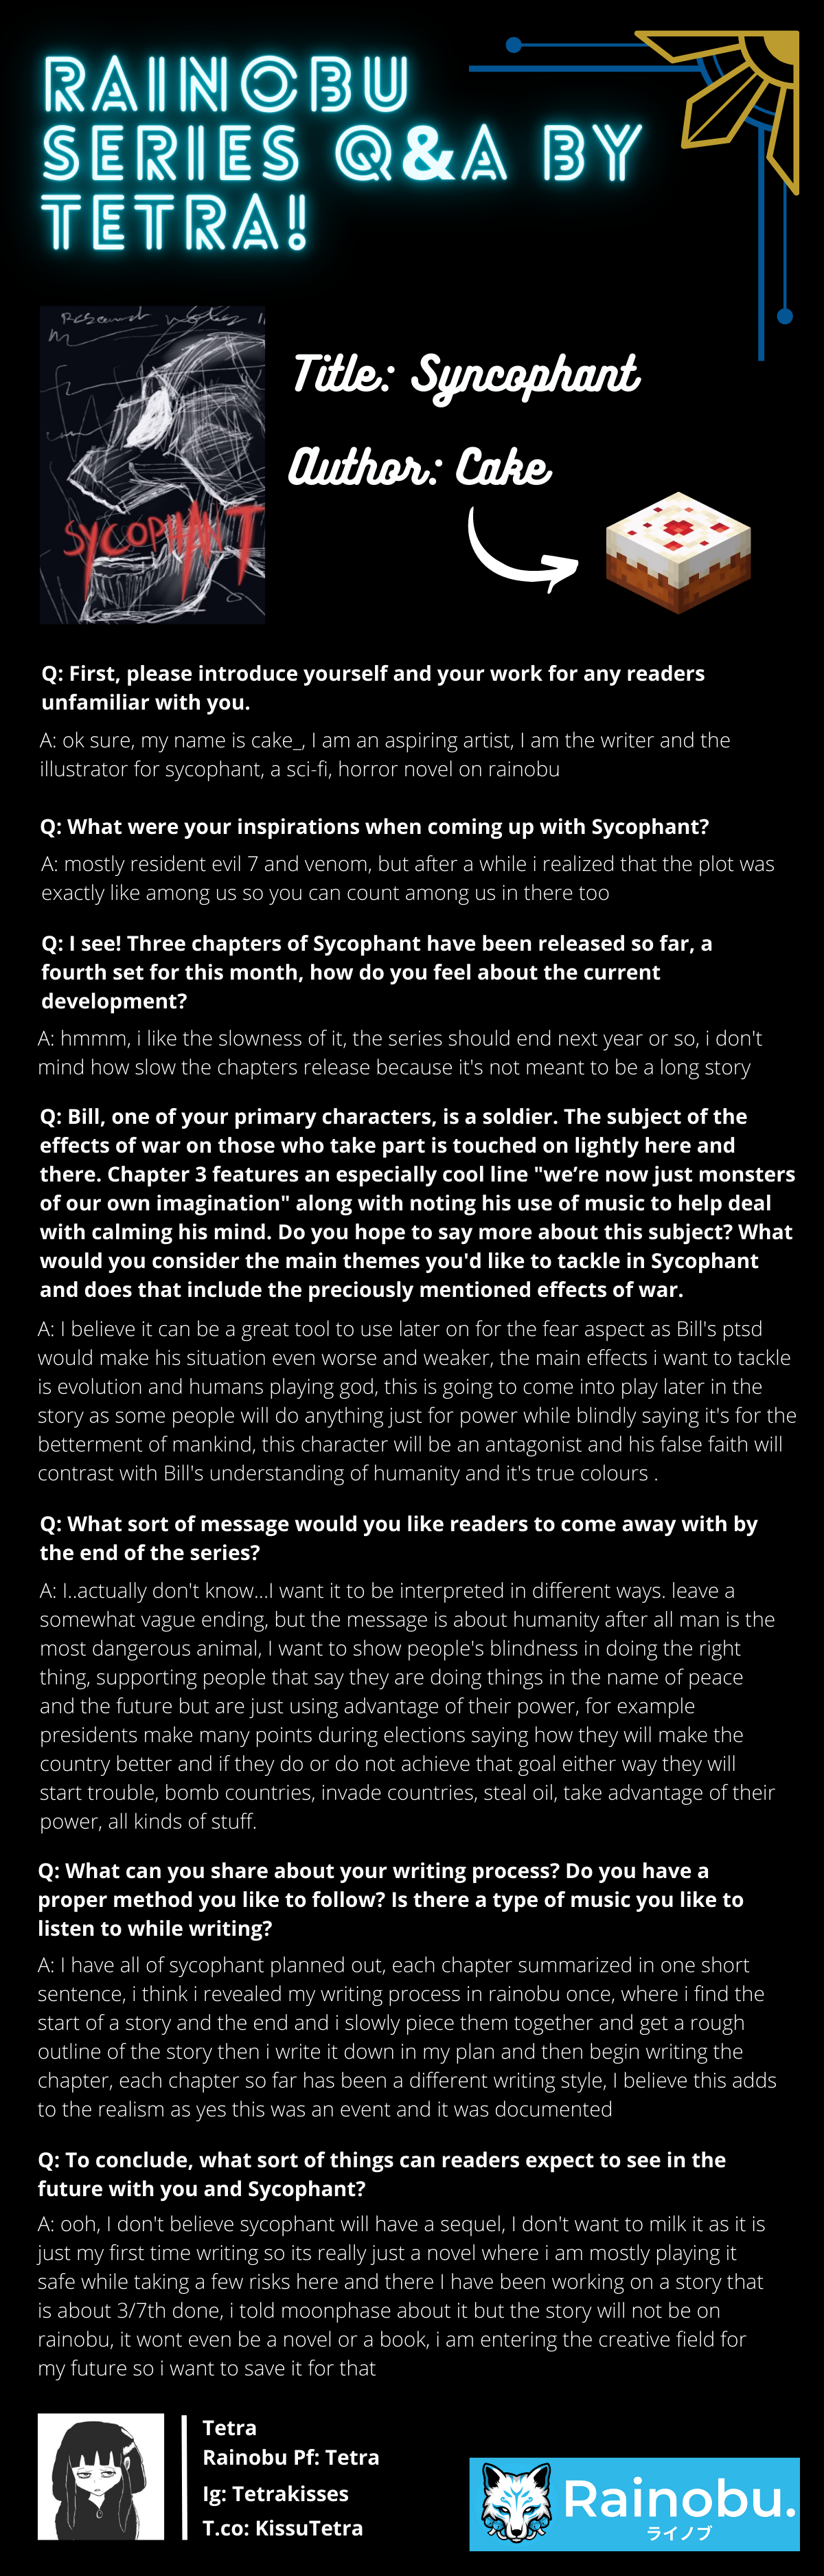 RAINOBU
SERIES Q&A BY
TETRA!
Research notes
SYCOPHANT
Title: Syncophant
Author: Cake
Q: First, please introduce yourself and your work for any readers
unfamiliar with you.
A: ok sure, my name is cake_, I am an aspiring artist, I am the writer and the
illustrator for sycophant, a sci-fi, horror novel on rainobu
Q: What were your inspirations when coming up with Sycophant?
A: mostly resident evil 7 and venom, but after a while i realized that the plot was
exactly like among us so you can count among us in there too
Q: I see! Three chapters of Sycophant have been released so far, a
fourth set for this month, how do you feel about the current
development?
A: hmmm, i like the slowness of it, the series should end next year or so, i don't
mind how slow the chapters release because it's not meant to be a long story
Q: Bill, one of your primary characters, is a soldier. The subject of the
effects of war on those who take part is touched on lightly here and
there. Chapter 3 features an especially cool line "we’re now just monsters
of our own imagination" along with noting his use of music to help deal
with calming his mind. Do you hope to say more about this subject? What
would you consider the main themes you'd like to tackle in Sycophant
and does that include the preciously mentioned effects of war.
A: I believe it can be a great tool to use later on for the fear aspect as Bill's ptsd
would make his situation even worse and weaker, the main effects i want to tackle
is evolution and humans playing god, this is going to come into play later in the
story as some people will do anything just for power while blindly saying it's for the
betterment of mankind, this character will be an antagonist and his false faith will
contrast with Bill's understanding of humanity and it's true colours .
Q: What sort of message would you like readers to come away with by
the end of the series?
A: I..actually don't know...I want it to be interpreted in different ways. leave a
somewhat vague ending, but the message is about humanity after all man is the
most dangerous animal, I want to show people's blindness in doing the right
thing, supporting people that say they are doing things in the name of peace
and the future but are just using advantage of their power, for example
presidents make many points during elections saying how they will make the
country better and if they do or do not achieve that goal either way they will
start trouble, bomb countries, invade countries, steal oil, take advantage of their
power, all kinds of stuff.
Q: What can you share about your writing process? Do you have a
proper method you like to follow? Is there a type of music you like to
listen to while writing?
A: I have all of sycophant planned out, each chapter summarized in one short
sentence, i think i revealed my writing process in rainobu once, where i find the
start of a story and the end and i slowly piece them together and get a rough
outline of the story then i write it down in my plan and then begin writing the
chapter, each chapter so far has been a different writing style, I believe this adds
to the realism as yes this was an event and it was documented
Q: To conclude, what sort of things can readers expect to see in the
future with you and Sycophant?
A: ooh, I don't believe sycophant will have a sequel, I don't want to milk it as it is
just my first time writing so its really just a novel where i am mostly playing it
safe while taking a few risks here and there I have been working on a story that
is about 3/7th done, i told moonphase about it but the story will not be on
rainobu, it wont even be a novel or a book, i am entering the creative field for
my future so i want to save it for that
Tetra
Rainobu Pf: Tetra
Ig: Tetrakisses
T.co: KissuTetra
Rainobu.
ライノブ